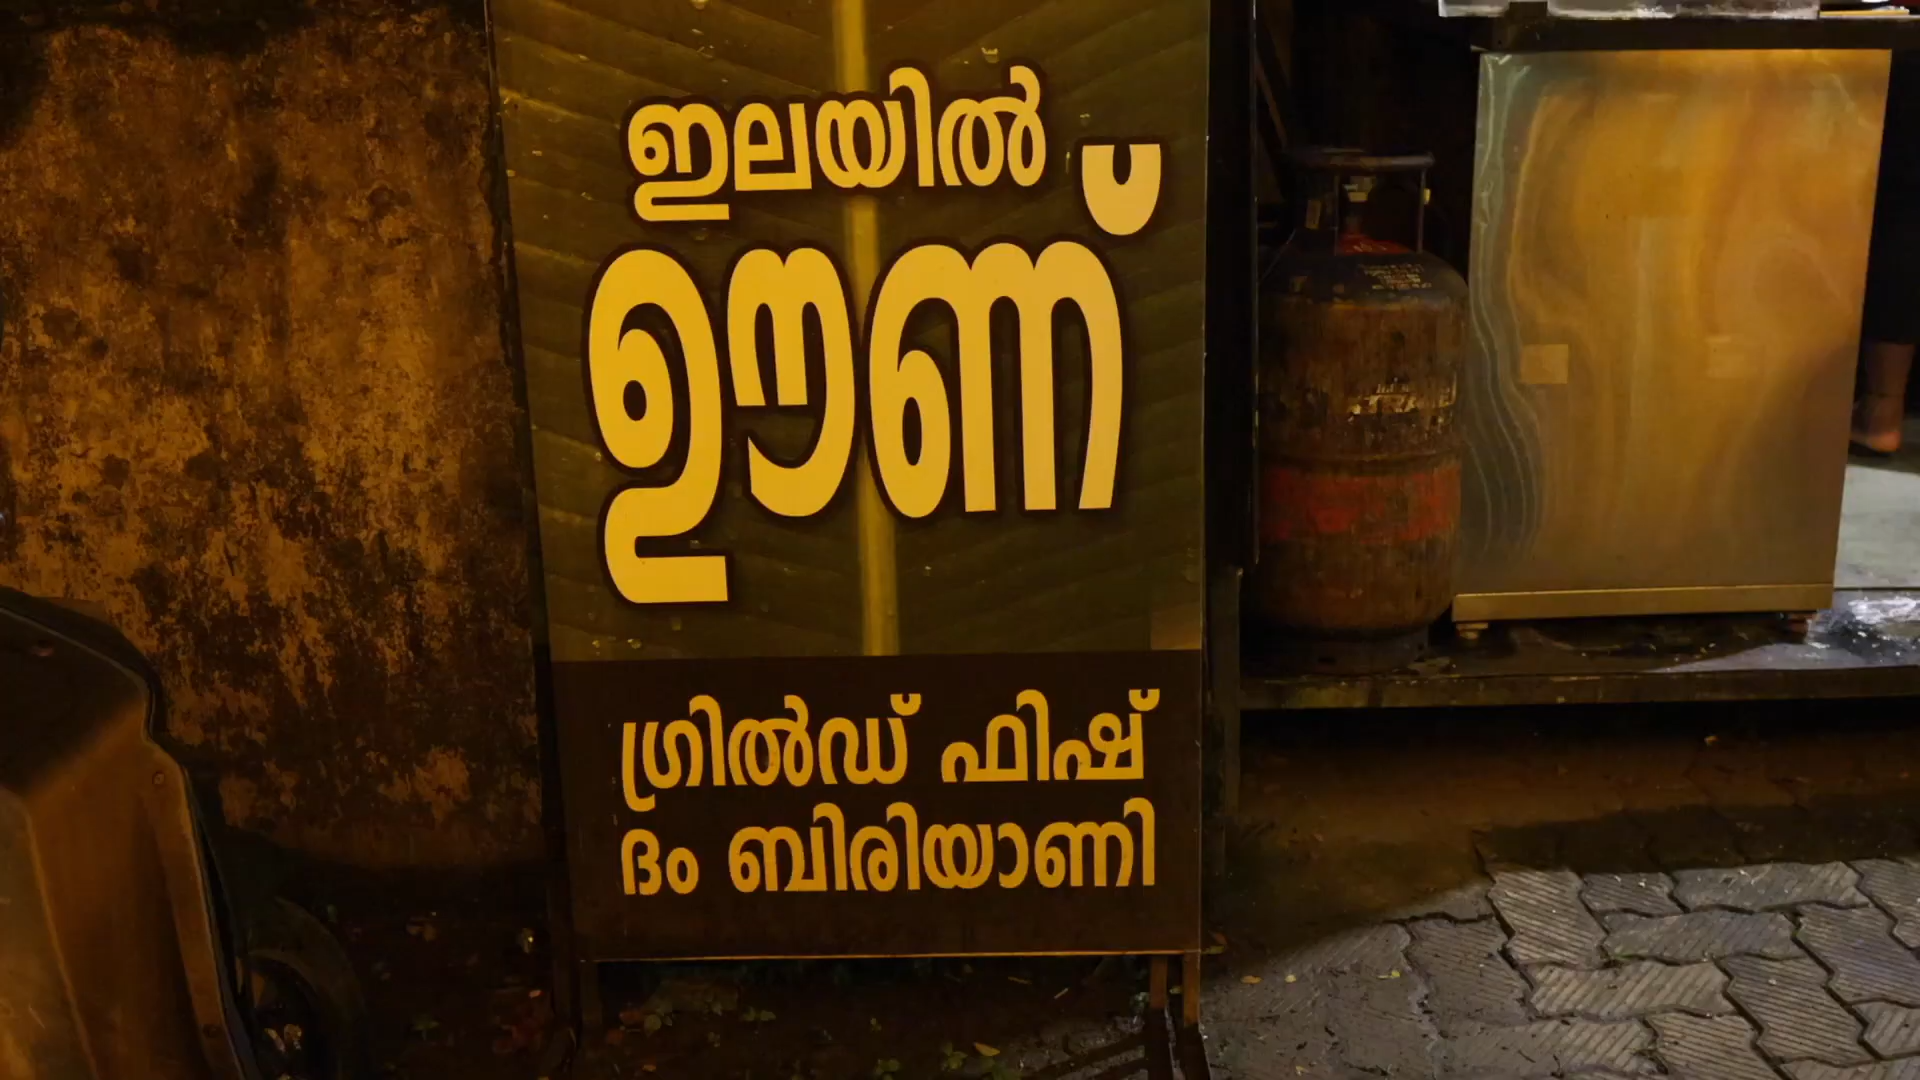 ഇലയിൽ
ഊണ്
ഗ്രിൽഡ് ഫിഷ്
ദം ബിരിയാണി